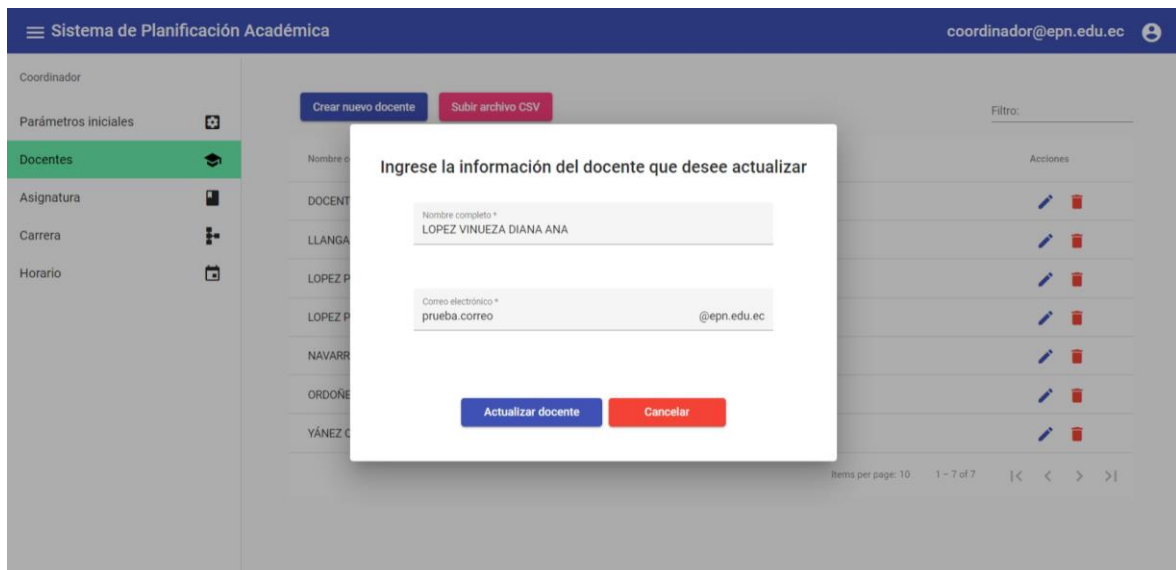 Sistema de Planificación Académica
coordinador@epn.edu.ec
Coordinador
Parámetros iniciales
Docentes
Asignatura
Carrera
Horario
Crear nuevo docente
Subir archivo CSV
Filtro:
Nombre
Acciones
DOCENT
LLANGA
LOPEZ P
LOPEZ P
NAVARR
ORDOÑE
YÁNEZ C
Ingrese la información del docente que desee actualizar
Nombre completo *
LOPEZ VINUEZA DIANA ANA
Correo electrónico *
prueba.correo @epn.edu.ec
Actualizar docente
Cancelar
Items per page: 10 1 – 7 of 7